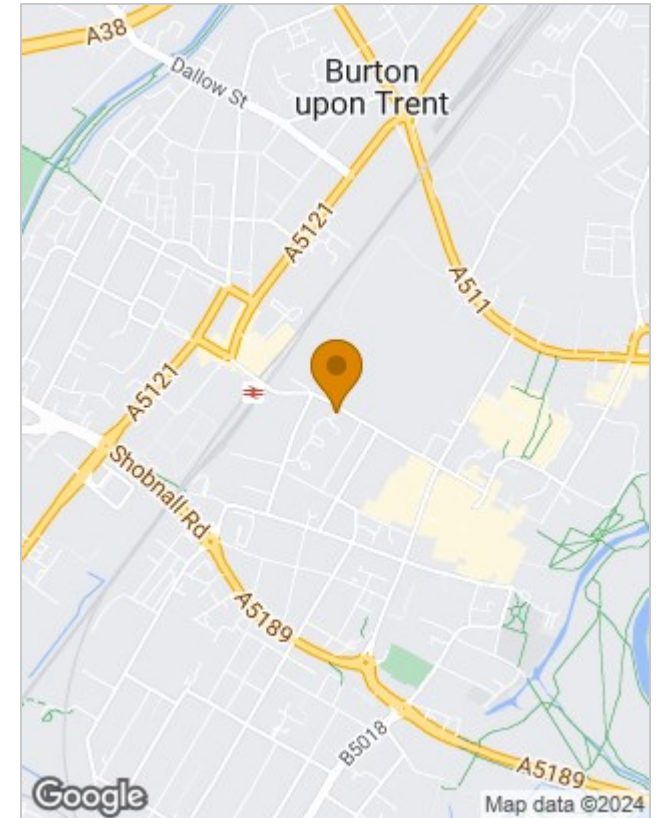 A38
Dallow St
Burton
upon Trent
A5121
A511
A5121
Shobnall Rd
A5189
B5018
A5189
Google
Map data ©2024